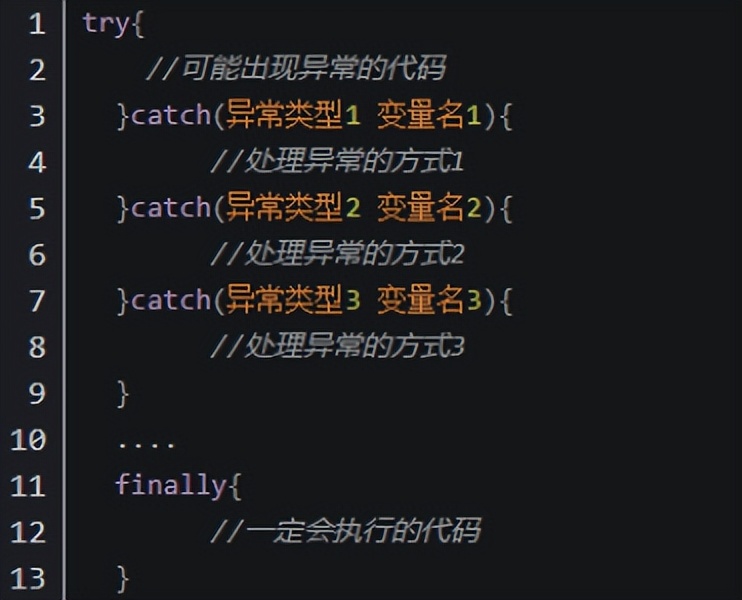 1 try{
2 //可能出现异常的代码
3 }catch(异常类型1 变量名1){
4 //处理异常的方式1
5 }catch(异常类型2 变量名2){
6 //处理异常的方式2
7 }catch(异常类型3 变量名3){
8 //处理异常的方式3
9 }
10 ....
11 finally{
12 //一定会执行的代码
13 }